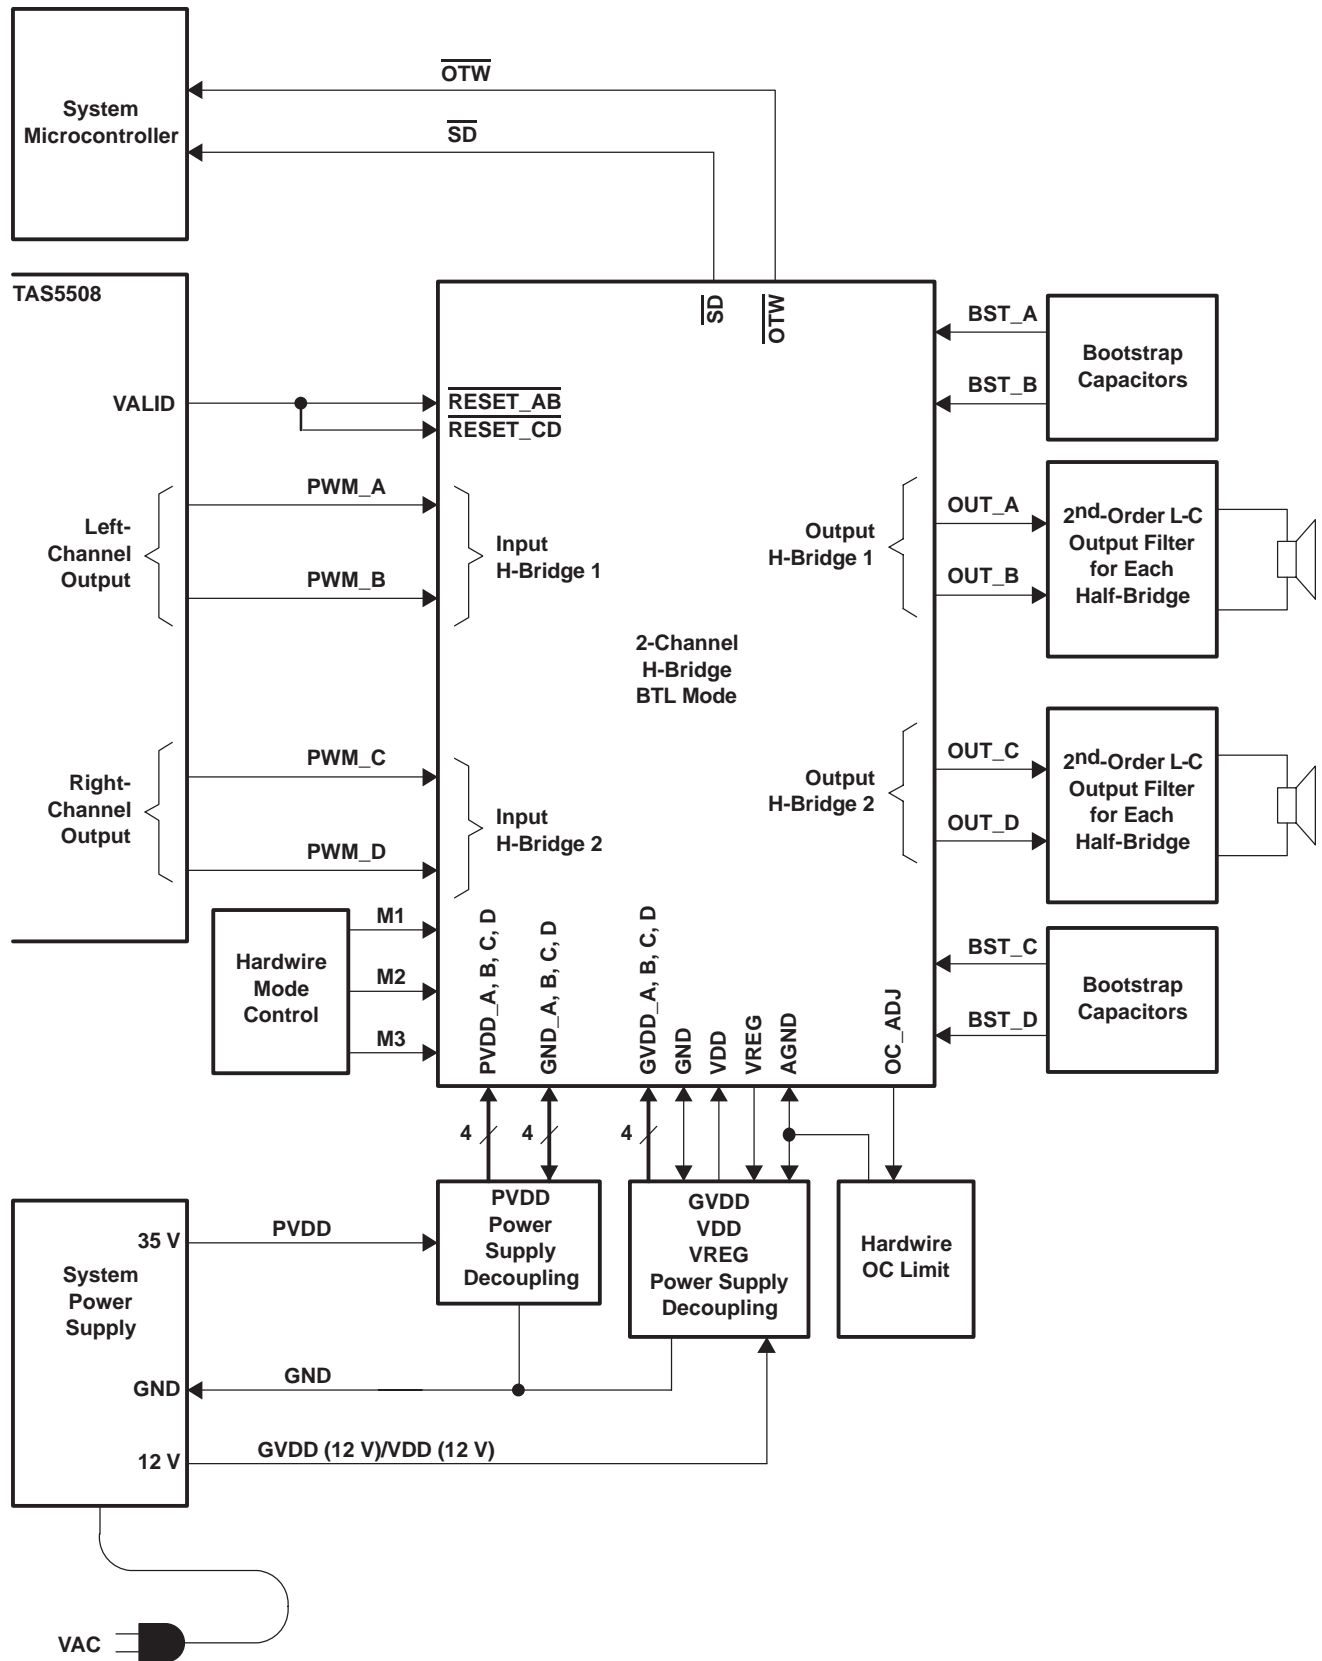 OTW
System
Microcontroller
SD
TAS5508
SD
OTW
BST_A
Bootstrap
Capacitors
BST_B
VALID
RESET_AB
RESET_CD
PWM_A
Left-
Channel
Output
PWM_B
Input
H-Bridge 1
Output
H-Bridge 1
OUT_A
OUT_B
2nd-Order L-C
Output Filter
for Each
Half-Bridge
2-Channel
H-Bridge
BTL Mode
PWM_C
Right-
Channel
Output
PWM_D
Input
H-Bridge 2
Output
H-Bridge 2
OUT_C
OUT_D
2nd-Order L-C
Output Filter
for Each
Half-Bridge
M1
Hardwire
Mode
Control
M2
M3
PVDD_A, B, C, D
GND_A, B, C, D
GVDD_A, B, C, D
GND
VDD
VREG
AGND
OC_ADJ
BST_C
Bootstrap
Capacitors
BST_D
4
4
4
PVDD
Power
Supply
Decoupling
GVDD
VDD
VREG
Power Supply
Decoupling
Hardwire
OC Limit
35 V
PVDD
System
Power
Supply
GND
GND
12 V
GVDD (12 V)/VDD (12 V)
VAC